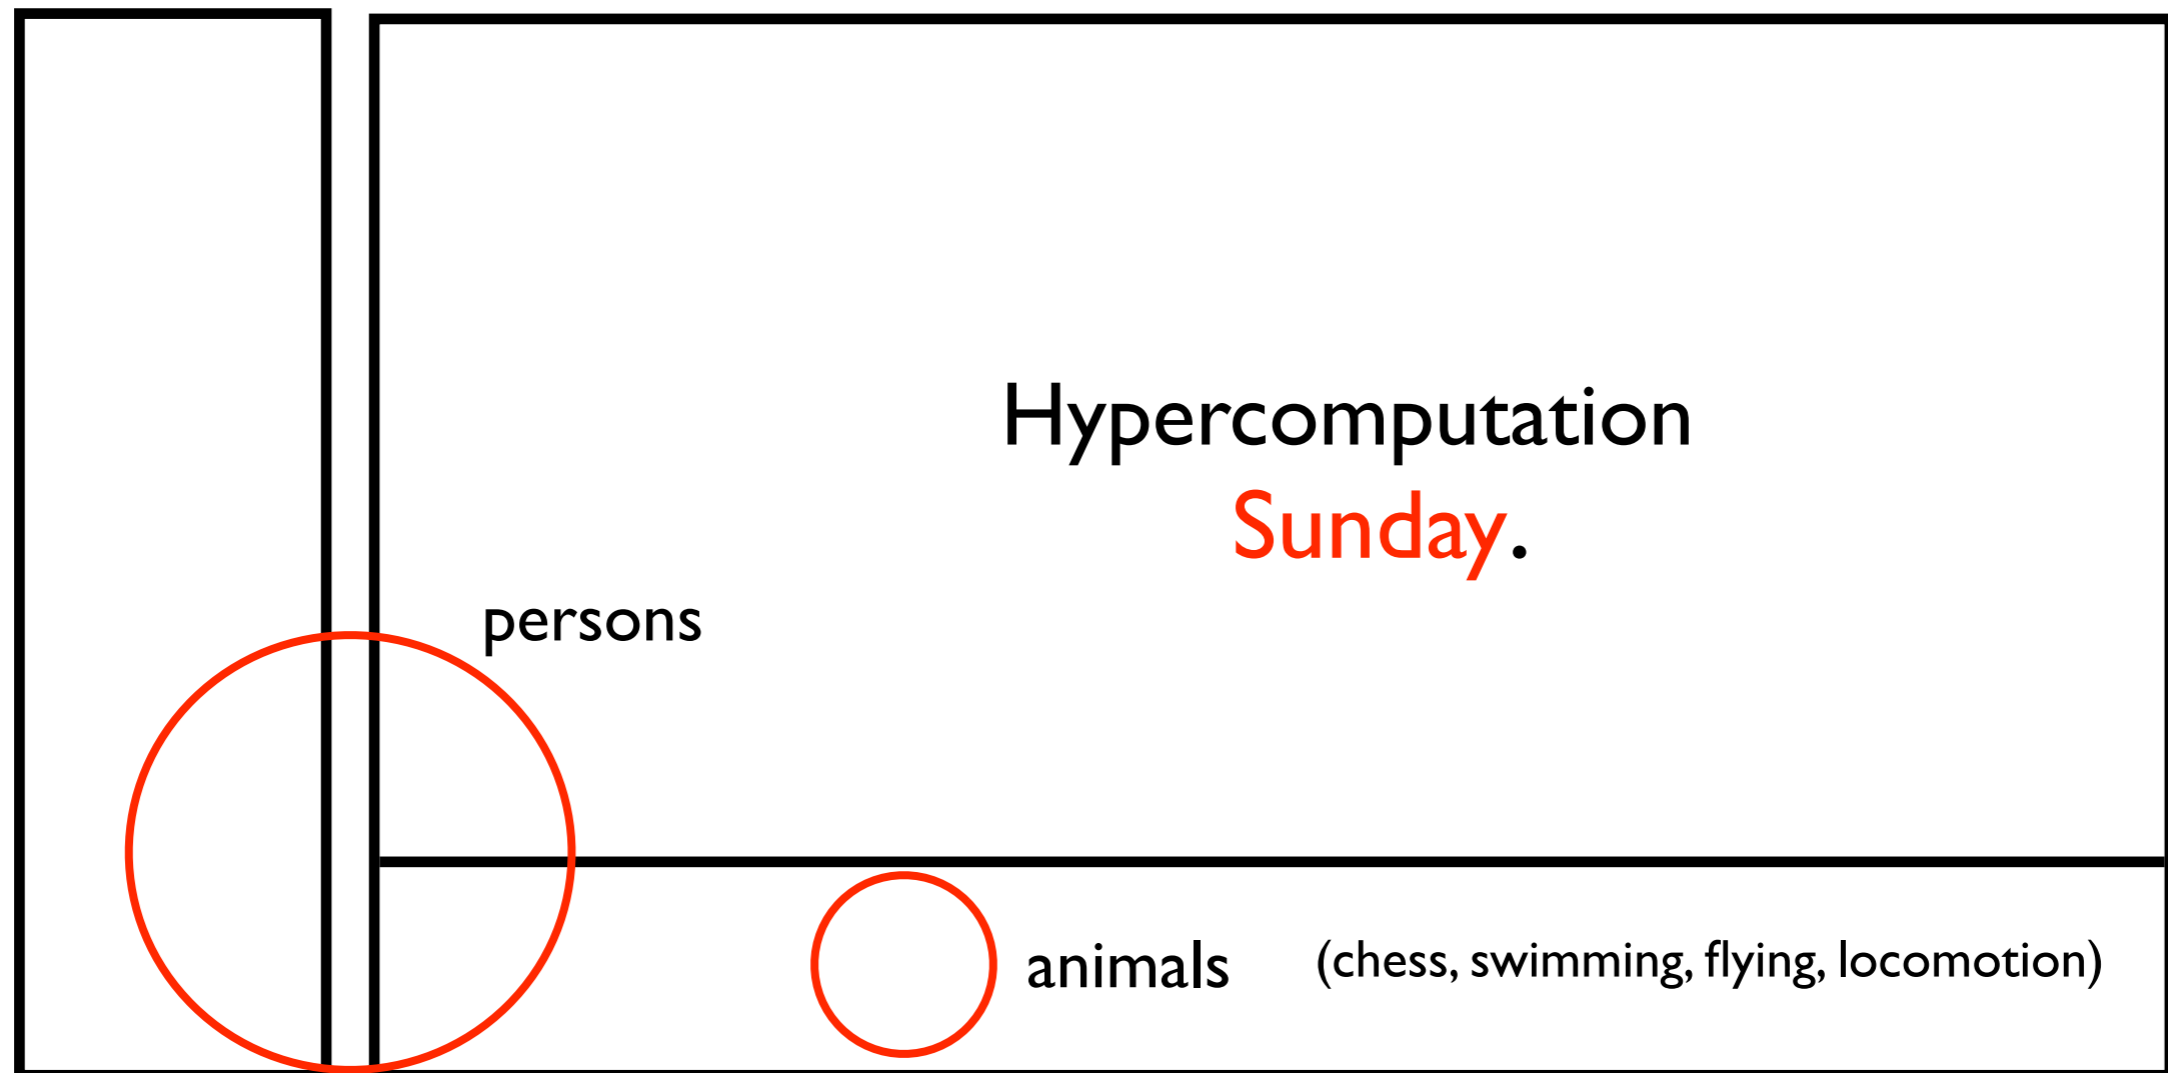 Hypercomputation
Sunday.
persons
animals (chess, swimming, flying, locomotion)